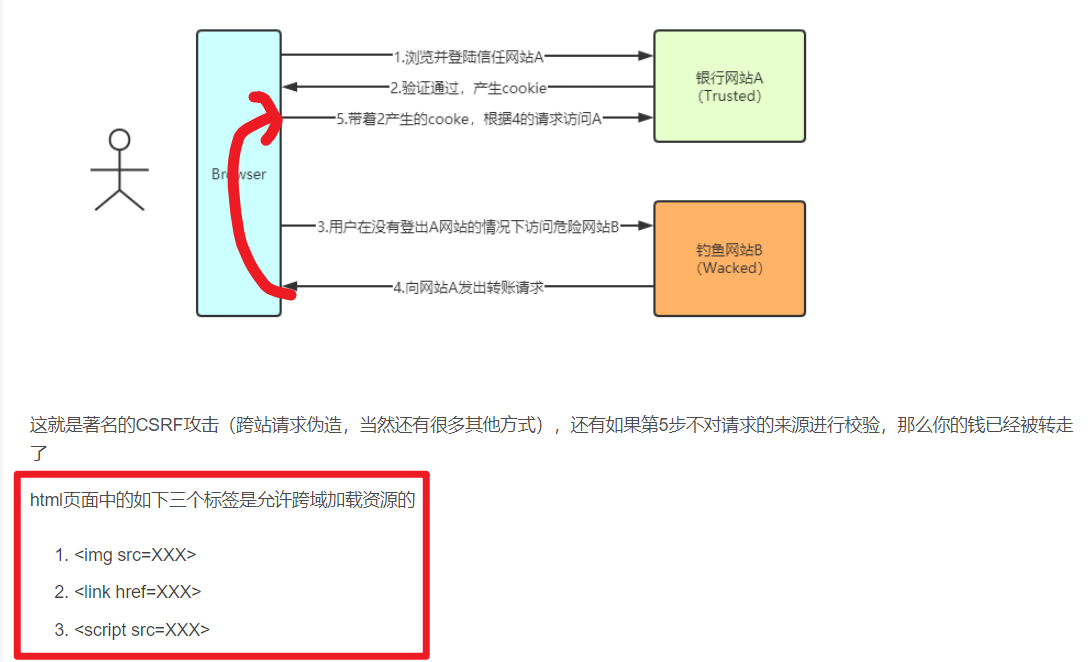 1.浏览并登陆信任网站A
2.验证通过，产生cookie
5.带着2产生的cooke，根据4的请求访问A
银行网站A
（Trusted）
Browser
3.用户在没有登出A网站的情况下访问危险网站B
钓鱼网站B
（Wacked）
4.向网站A发出转账请求
这就是著名的CSRF攻击（跨站请求伪造，当然还有很多其他方式），还有如果第5步不对请求的来源进行校验，那么你的钱已经被转走
了
html页面中的如下三个标签是允许跨域加载资源的
1. <img src=XXX>
2. <link href=XXX>
3. <script src=XXX>